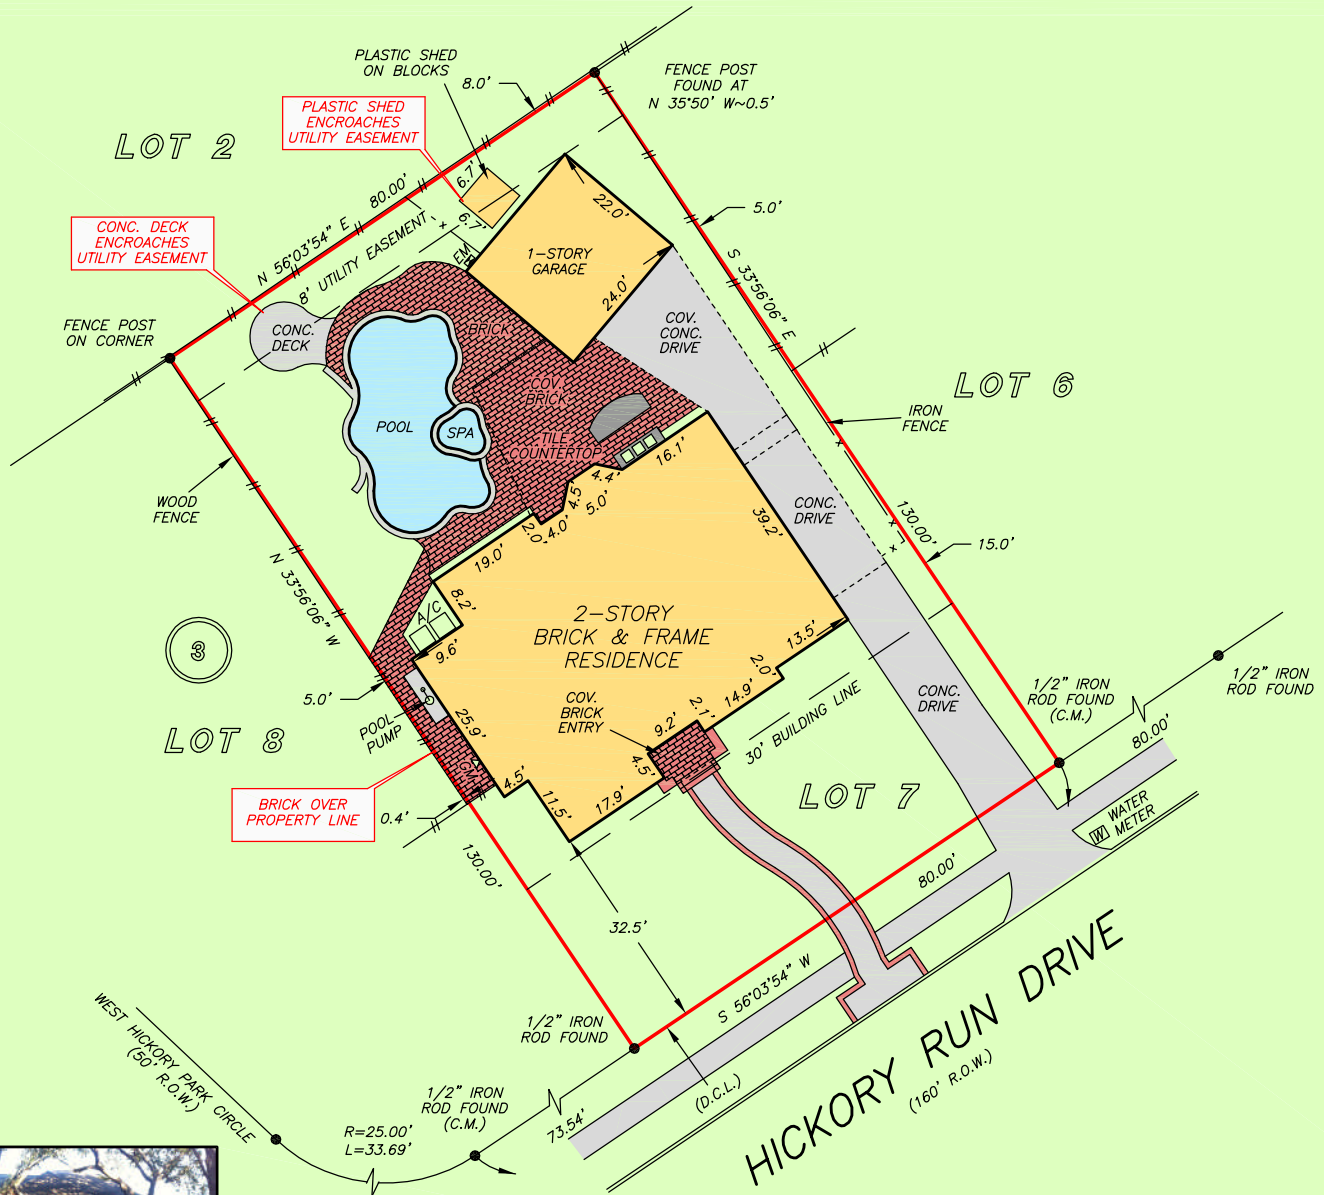 PLASTIC SHED
ON BLOCKS
8.0'
FENCE POST
FOUND AT
N 35°50' W~0.5'
PLASTIC SHED
ENCROACHES
UTILITY EASEMENT
LOT 2
6.7'
6.7'
80.00'
N 56°03'54" E
8' UTILITY EASEMENT
CONC. DECK
ENCROACHES
UTILITY EASEMENT
22.0'
5.0'
EM
1-STORY
GARAGE
24.0'
S 33°56'06" E
FENCE POST
ON CORNER
CONC.
DECK
BRICK
COV.
CONC.
DRIVE
COV.
BRICK
LOT 6
IRON
FENCE
POOL
SPA
TILE
COUNTERTOP
16.1'
4.4'
5.0'
4.5'
4.0'
2.0'
19.0'
39.2'
WOOD
FENCE
CONC.
DRIVE
130.00'
15.0'
N 33°56'06" W
8.2'
A/C
9.6'
2-STORY
BRICK & FRAME
RESIDENCE
13.5'
2.0'
14.9'
3
5.0'
POOL
PUMP
25.9'
COV.
BRICK
ENTRY
9.2'
2.1'
4.5'
30' BUILDING LINE
CONC.
DRIVE
1/2" IRON
ROD FOUND
(C.M.)
1/2" IRON
ROD FOUND
80.00'
LOT 8
GM
4.5'
11.5'
17.9'
LOT 7
BRICK OVER
PROPERTY LINE
0.4'
130.00'
W
WATER
METER
80.00'
32.5'
S 56°03'54" W
HICKORY RUN DRIVE
(160' R.O.W.)
1/2" IRON
ROD FOUND
(D.C.L.)
WEST HICKORY PARK CIRCLE
(50' R.O.W.)
1/2" IRON
ROD FOUND
(C.M.)
R=25.00'
L=33.69'
73.54'